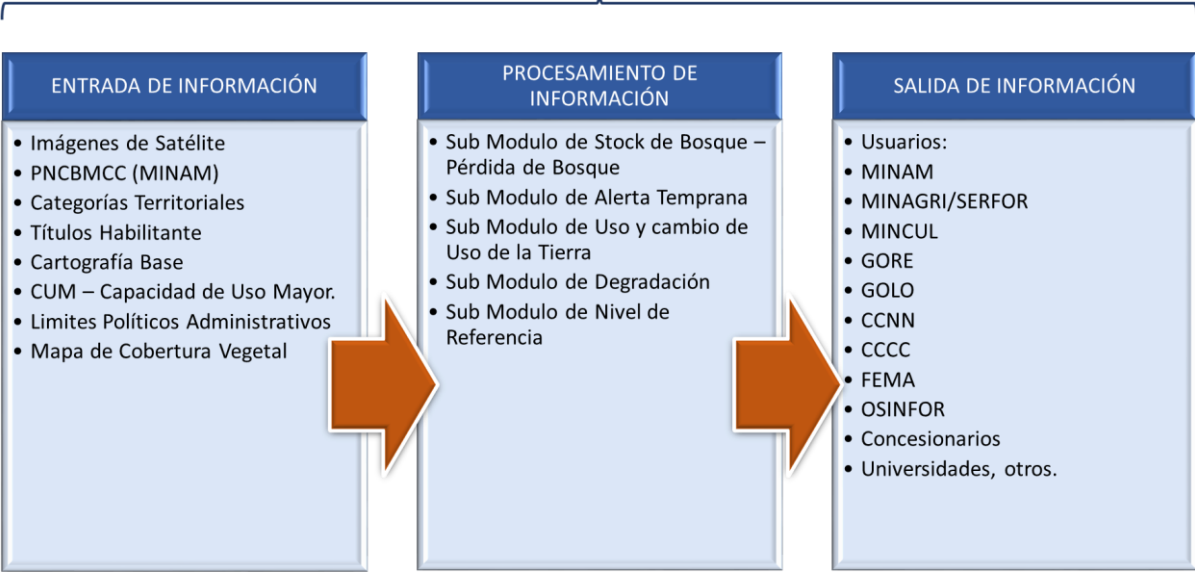 ENTRADA DE INFORMACIÓN
• Imágenes de Satélite
• PNCBMCC (MINAM)
• Categorías Territoriales
• Títulos Habilitante
• Cartografía Base
• CUM – Capacidad de Uso Mayor.
• Limites Políticos Administrativos
• Mapa de Cobertura Vegetal
PROCESAMIENTO DE
INFORMACIÓN
• Sub Modulo de Stock de Bosque –
Pérdida de Bosque
• Sub Modulo de Alerta Temprana
• Sub Modulo de Uso y cambio de
Uso de la Tierra
• Sub Modulo de Degradación
• Sub Modulo de Nivel de
Referencia
SALIDA DE INFORMACIÓN
• Usuarios:
• MINAM
• MINAGRI/SERFOR
• MINCUL
• GORE
• GOLO
• CCNN
• CCCC
• FEMA
• OSINFOR
• Concesionarios
• Universidades, otros.